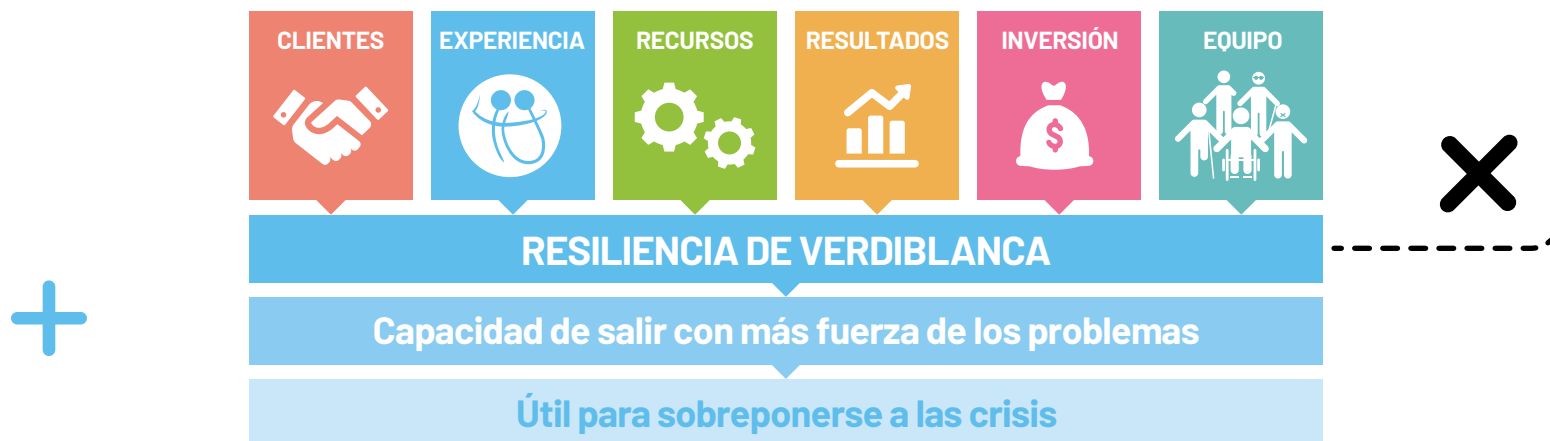 CLIENTES
EXPERIENCIA
RECURSOS
RESULTADOS
INVERSIÓN
EQUIPO
$
RESILIENCIA DE VERDIBLANCA
Capacidad de salir con más fuerza de los problemas
Útil para sobreponerse a las crisis